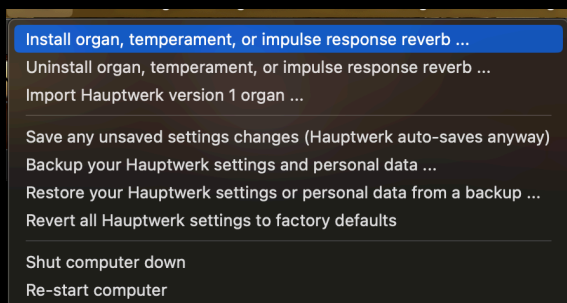 Install organ, temperament, or impulse response reverb ...
Uninstall organ, temperament, or impulse response reverb ...
Import Hauptwerk version 1 organ ...
Save any unsaved settings changes (Hauptwerk auto-saves anyway)
Backup your Hauptwerk settings and personal data ...
Restore your Hauptwerk settings or personal data from a backup ...
Revert all Hauptwerk settings to factory defaults
Shut computer down
Re-start computer